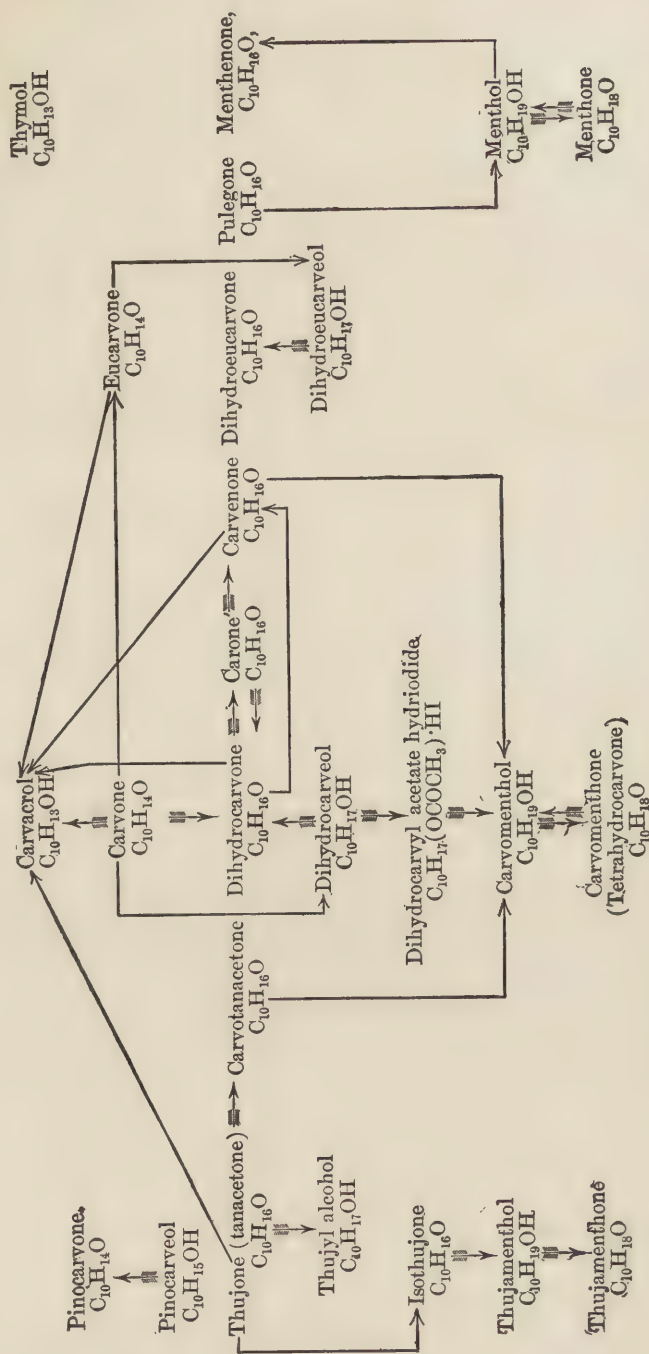 Thymol
C10H13OH
Carvacrol
C10H13OH
Carvone
C10H14O
Eucarvone
C10H14O
Pinocarvone.
C10H14O
Pinocarveol
C10H15OH
Thujone (tanacetone)
C10H16O
Carvotanacetone
C10H16O
Dihydrocarvone
C10H16O
Carone
C10H16O
Carvenone
C10H16O
Dihydroeucarvone
C10H16O
Pulegone
C10H16O
Menthenone,
C10H16O,
Thujyl alcohol
C10H17OH
Dihydrocarveol
C10H17OH
Dihydroeucarveol
C10H17OH
Dihydrocarvyl acetate hydriodide.
C10H17.(OCOCH3)·HI
Isothujone
C10H16O
Thujamenthol
C10H19OH
Thujamenthone
C10H18O
Carvomenthol
C10H19OH
Carvomenthone
(Tetrahydrocarvone)
C10H18O
Menthol
C10H19OH
Menthone
C10H18O